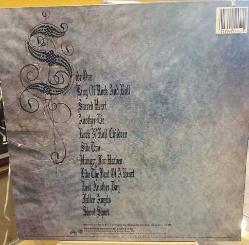 Side One
King Of Rock And Roll
Sacred Heart
Another Lie
Rock 'N' Roll Children
Side Two
Hungry For Heaven
Like The Beat Of A Heart
Just Another Day
Fallen Angels
Shoot Shoot